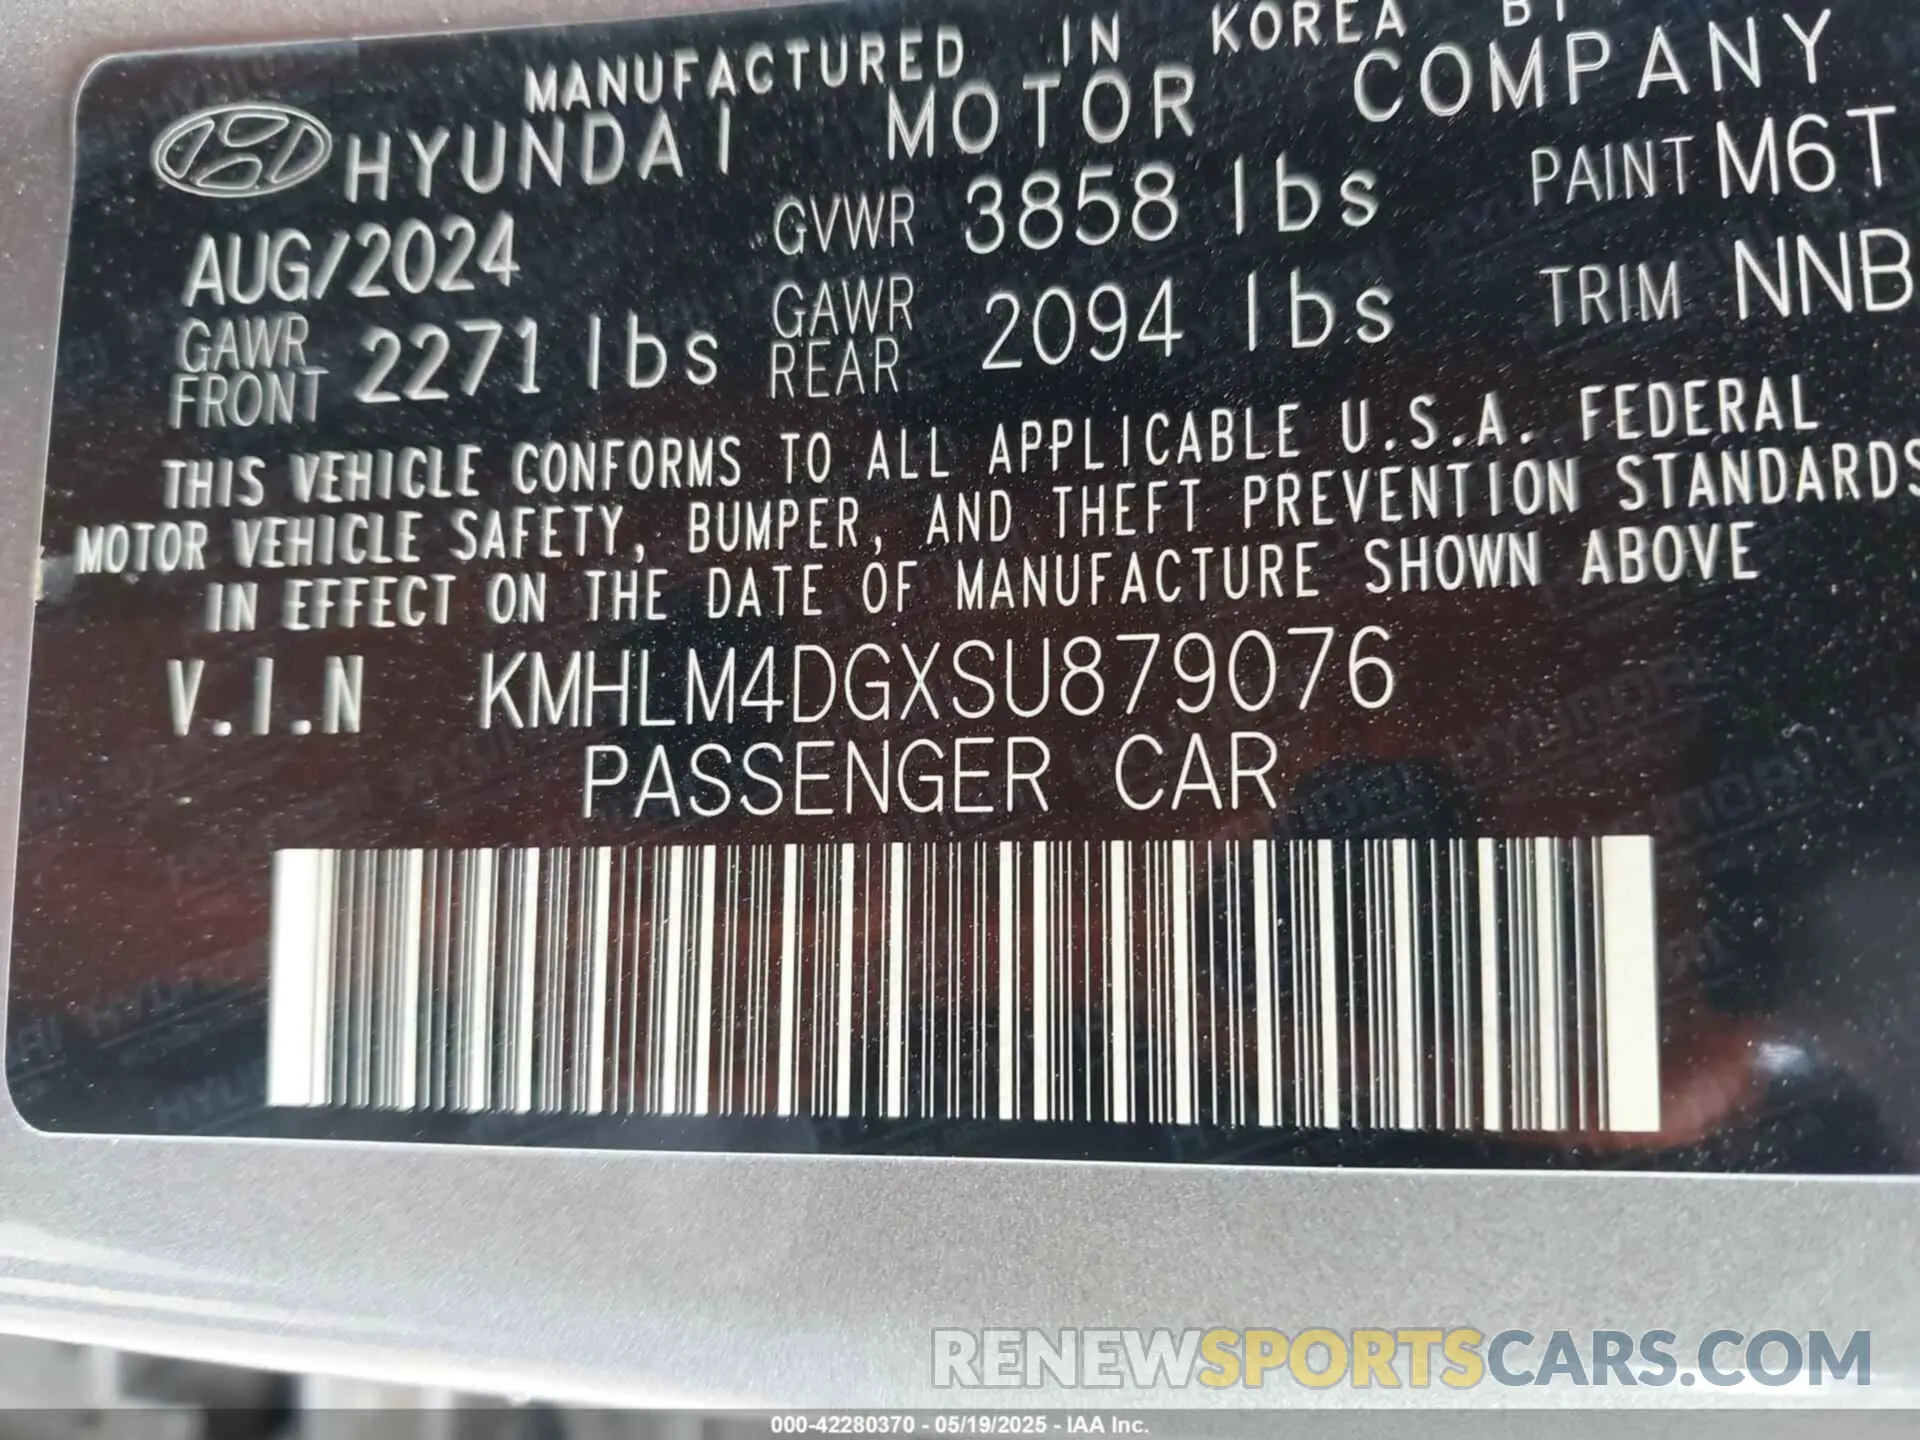 MANUFACTURED IN KOREA BY
HYUNDAI MOTOR COMPANY
AUG/2024 GVWR 3858 lbs PAINT M6T
GAWR FRONT 2271 lbs GAWR REAR 2094 lbs TRIM NNB
THIS VEHICLE CONFORMS TO ALL APPLICABLE U.S.A. FEDERAL
MOTOR VEHICLE SAFETY, BUMPER, AND THEFT PREVENTION STANDARDS
IN EFFECT ON THE DATE OF MANUFACTURE SHOWN ABOVE
V.I.N KMHLM4DGXSU879076
PASSENGER CAR
RENEWSPORTSCARS.COM
000-42280370 - 05/19/2025 - IAA Inc.